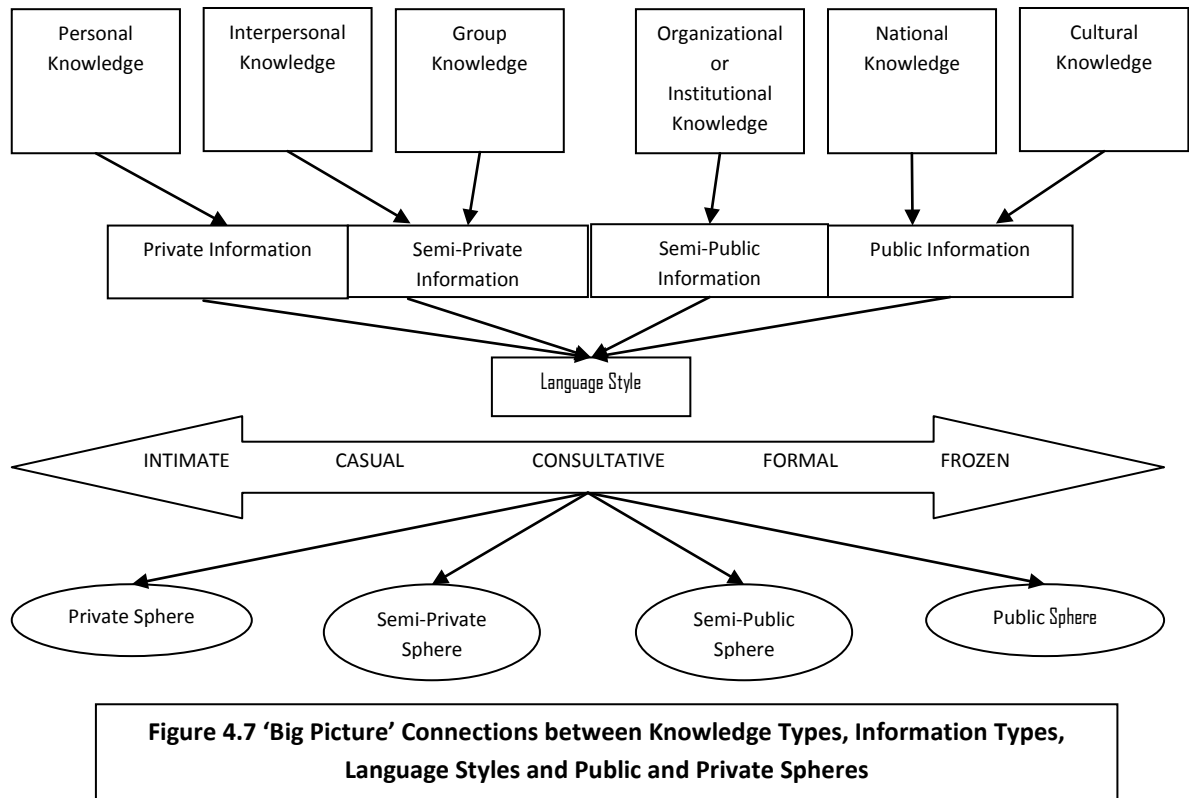 Personal
Knowledge
Interpersonal
Knowledge
Group
Knowledge
Organizational
or
Institutional
Knowledge
National
Knowledge
Cultural
Knowledge
Private Information
Semi-Private
Information
Semi-Public
Information
Public Information
Language Style
INTIMATE CASUAL CONSULTATIVE FORMAL FROZEN
Private Sphere
Semi-Private
Sphere
Semi-Public
Sphere
Public Sphere
Figure 4.7 ‘Big Picture’ Connections between Knowledge Types, Information Types,
Language Styles and Public and Private Spheres